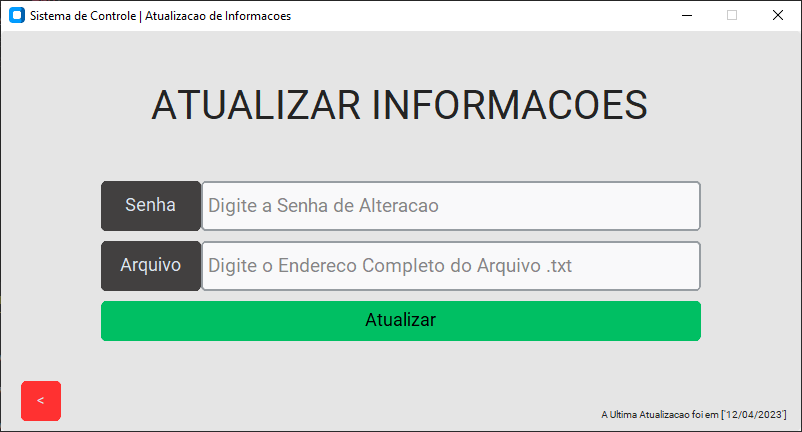 Sistema de Controle | Atualizacao de Informacoes
ATUALIZAR INFORMACOES
Senha Digite a Senha de Alteracao
Arquivo Digite o Endereco Completo do Arquivo .txt
Atualizar
<
A Ultima Atualizacao foi em ['12/04/2023']